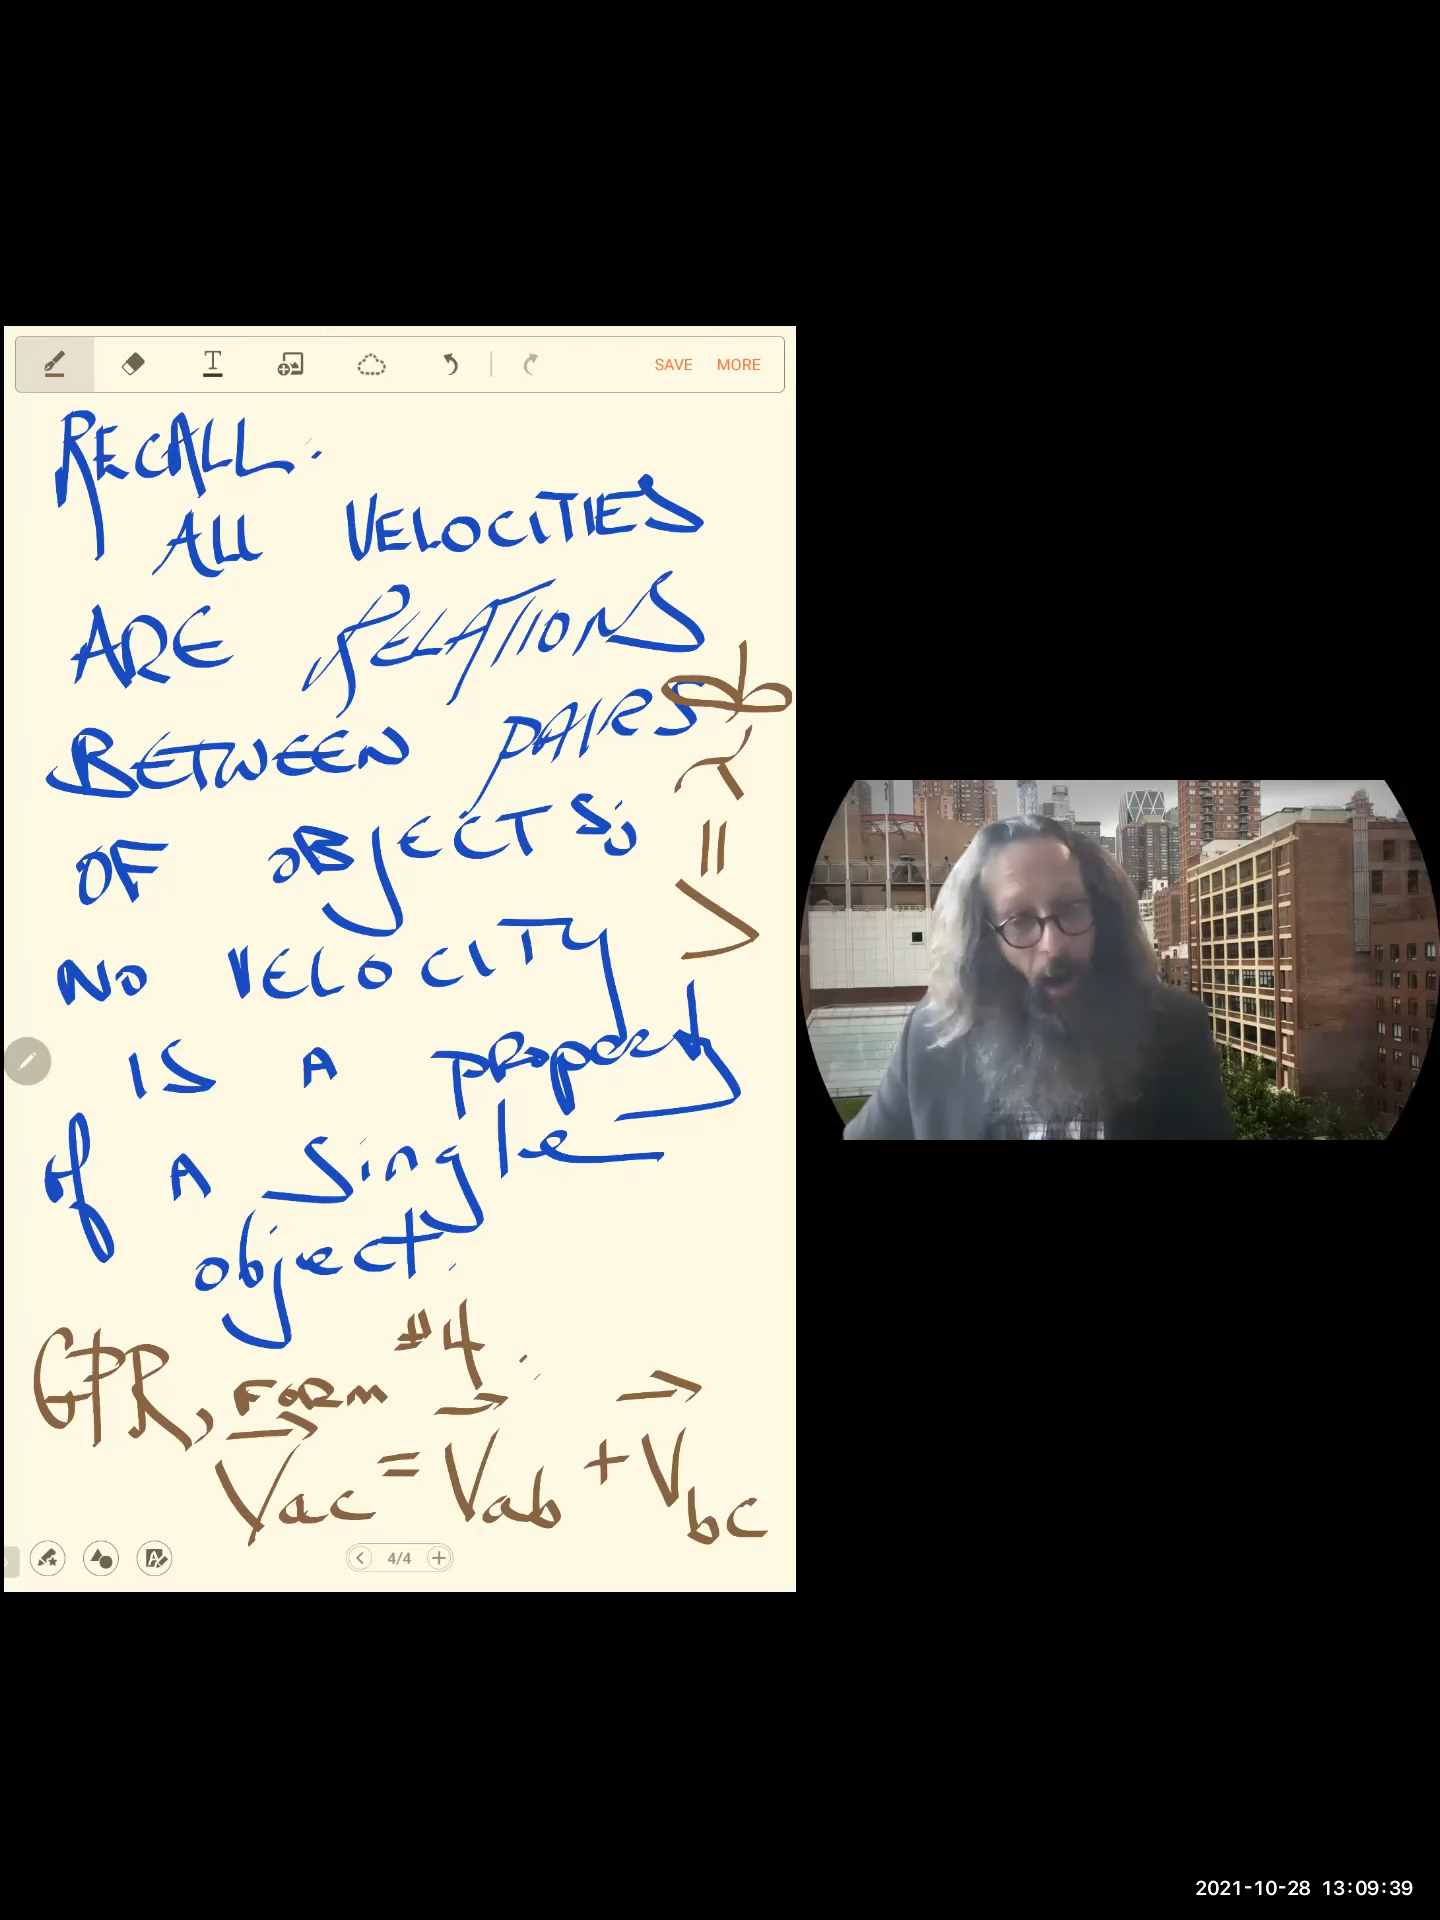 T
SAVE MORE
RECALL:
ALL VELOCITIES
ARE RELATIONS
BETWEEN PAIRS
OF OBJECTS;
NO VELOCITY
IS A property
of A Single
object.
GPR, FORM #4:
Vac = Vab + Vbc
4/4
2021-10-28 13:09:39